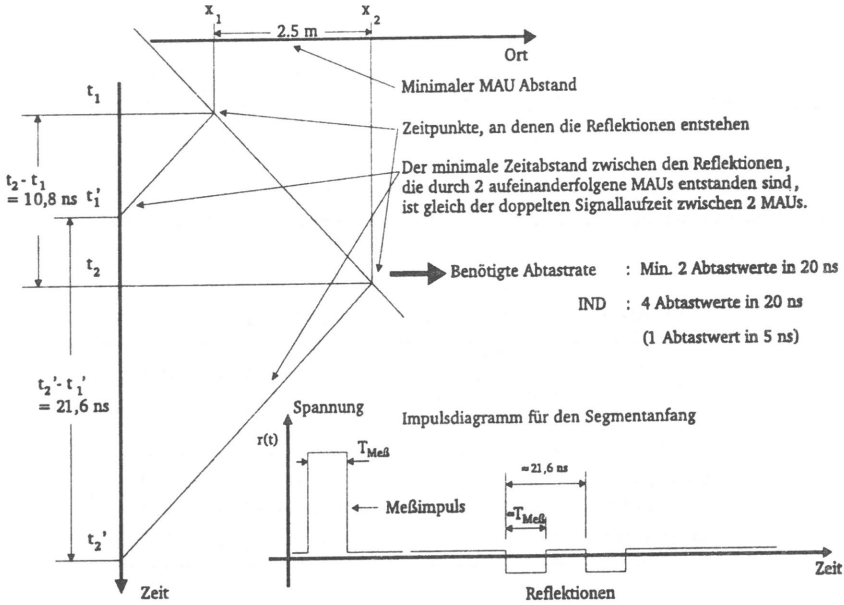 x1 x2
2.5 m
Ort
Minimaler MAU Abstand
t1
Zeitpunkte, an denen die Reflektionen entstehen
t2 - t1
= 10,8 ns
t1'
Der minimale Zeitabstand zwischen den Reflektionen,
die durch 2 aufeinanderfolgene MAUs entstanden sind,
ist gleich der doppelten Signallaufzeit zwischen 2 MAUs.
t2
Benötigte Abtastrate : Min. 2 Abtastwerte in 20 ns
IND : 4 Abtastwerte in 20 ns
(1 Abtastwert in 5 ns)
t2' - t1'
= 21,6 ns
Spannung
Impulsdiagramm für den Segmentanfang
r(t)
TMeß
≈21,6 ns
Meßimpuls
≈TMeß
t2'
Zeit
Reflektionen
Zeit